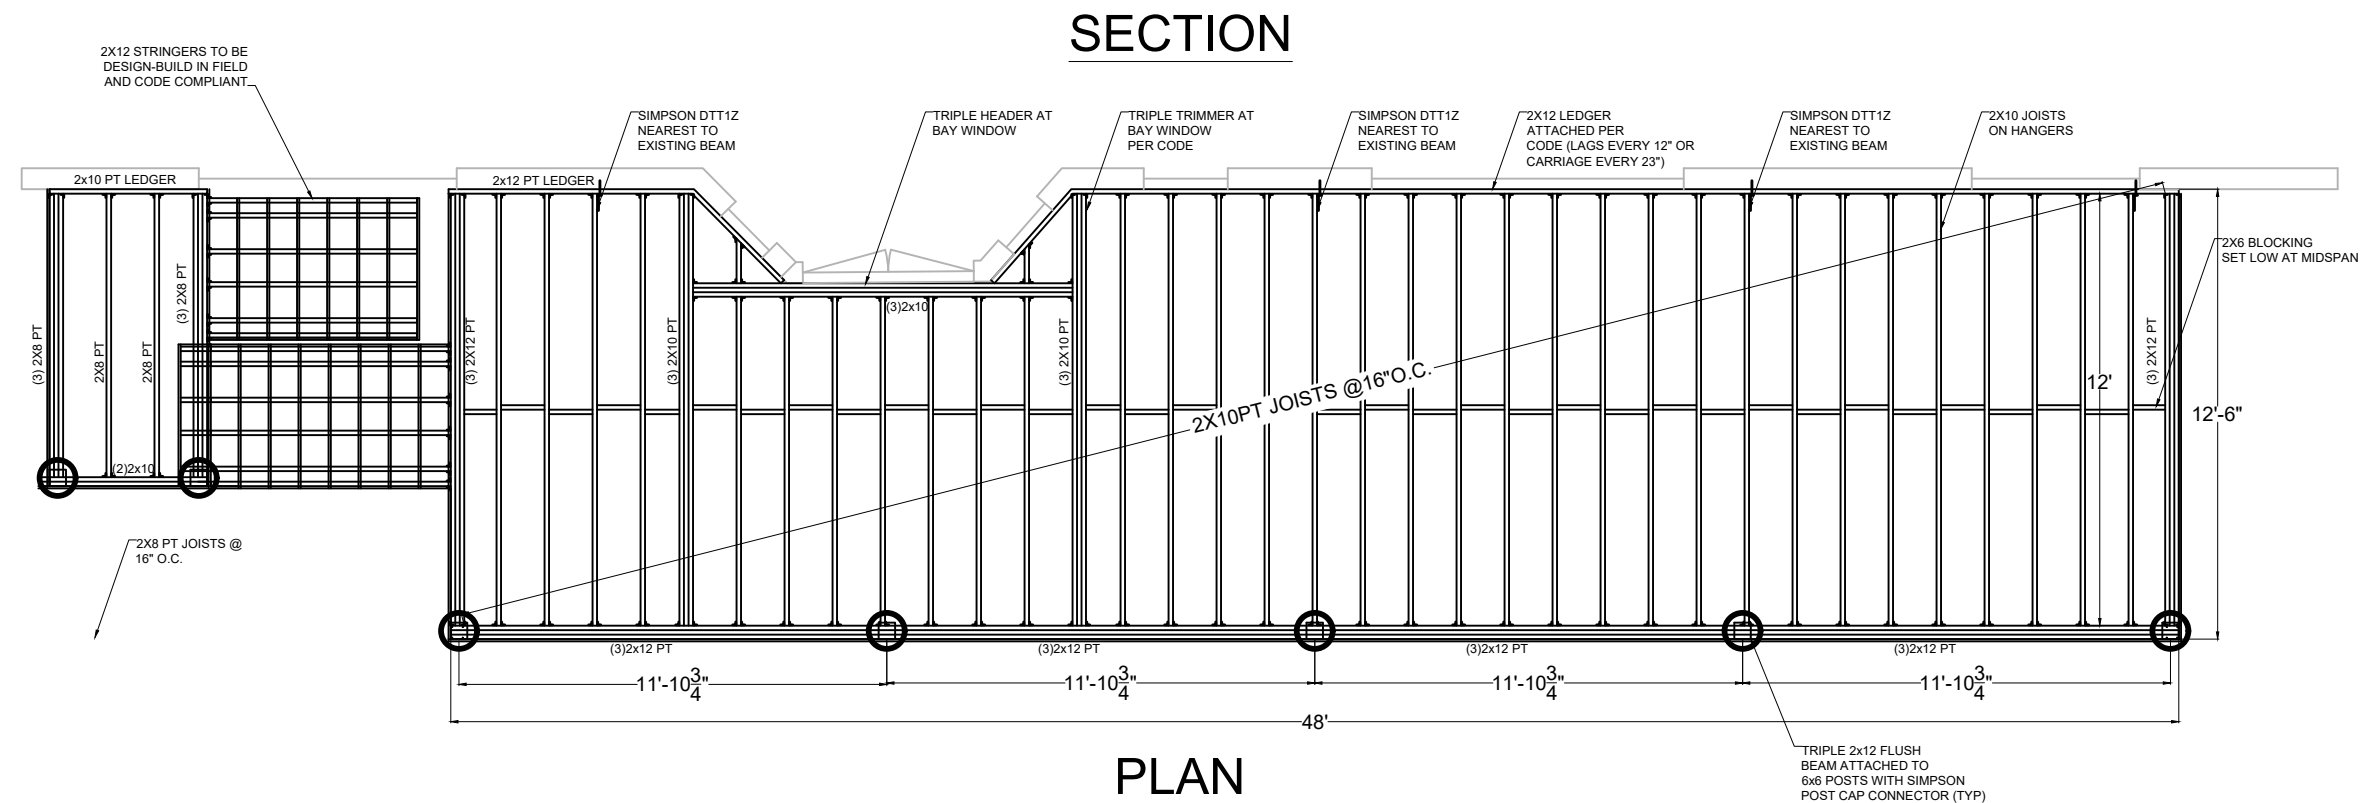 SECTION
2X12 STRINGERS TO BE
DESIGN-BUILD IN FIELD
AND CODE COMPLIANT
SIMPSON DTT1Z
NEAREST TO
EXISTING BEAM
TRIPLE HEADER AT
BAY WINDOW
TRIPLE TRIMMER AT
BAY WINDOW
PER CODE
SIMPSON DTT1Z
NEAREST TO
EXISTING BEAM
2X12 LEDGER
ATTACHED PER
CODE (LAGS EVERY 12" OR
CARRIAGE EVERY 23")
SIMPSON DTT1Z
NEAREST TO
EXISTING BEAM
2X10 JOISTS
ON HANGERS
2x10 PT LEDGER
2x12 PT LEDGER
2X6 BLOCKING
SET LOW AT MIDSPAN
(3) 2X8 PT
2X8 PT
2X8 PT
(3) 2X8 PT
(3) 2X12 PT
(3) 2X10 PT
(3)2x10
(3) 2X10 PT
2X10PT JOISTS @16"O.C.
12'
(3) 2X12 PT
12'-6"
(2)2x10
2X8 PT JOISTS @
16" O.C.
(3)2x12 PT
(3)2x12 PT
(3)2x12 PT
(3)2x12 PT
11'-10 3/4"
11'-10 3/4"
11'-10 3/4"
11'-10 3/4"
48'
TRIPLE 2x12 FLUSH
BEAM ATTACHED TO
6x6 POSTS WITH SIMPSON
POST CAP CONNECTOR (TYP)
PLAN